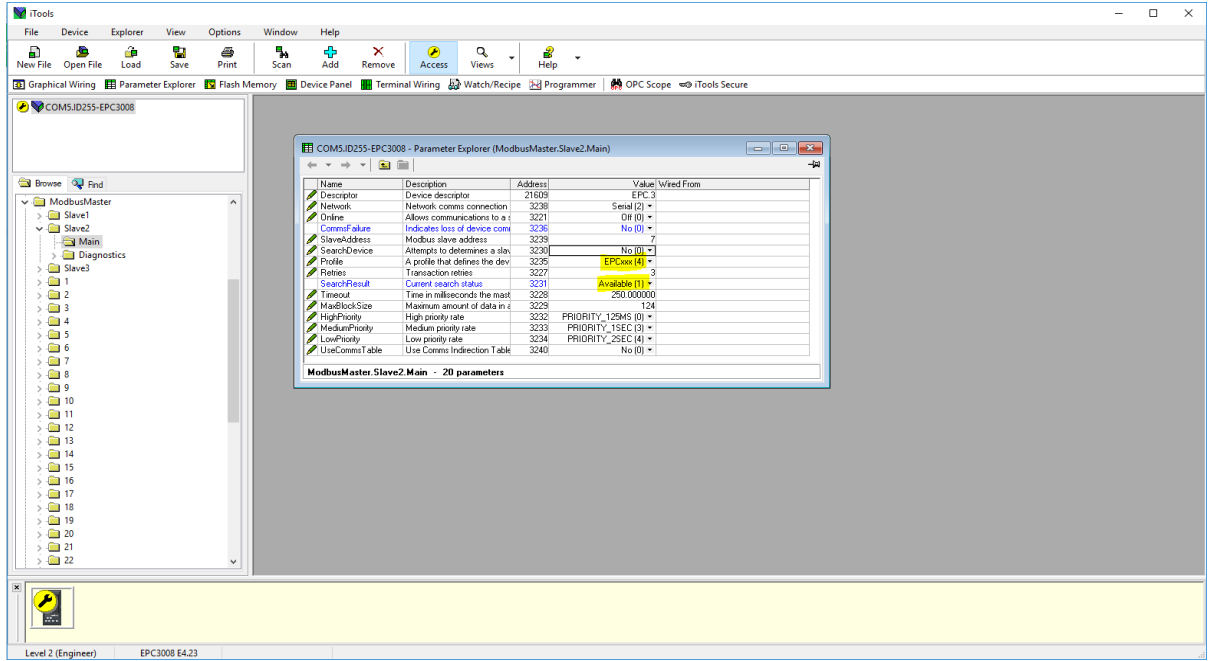 iTools
File Device Explorer View Options Window Help
New File Open File Load Save Print Scan Add Remove Access Views Help
Graphical Wiring Parameter Explorer Flash Memory Device Panel Terminal Wiring Watch/Recipe Programmer OPC Scope iTools Secure
COM5.ID255-EPC3008
Browse Find
ModbusMaster
Slave1
Slave2
Main
Diagnostics
Slave3
1
2
3
4
5
6
7
8
9
10
11
12
13
14
15
16
17
18
19
20
21
22
COM5.ID255-EPC3008 - Parameter Explorer (ModbusMaster.Slave2.Main)
Name Description Address Value Wired From
Descriptor Device descriptor 21609 EPC.3
Network Network comms connection 3238 Serial (2)
Online Allows communications to a s 3221 Off (0)
CommsFailure Indicates loss of device com 3236 No (0)
SlaveAddress Modbus slave address 3239 7
SearchDevice Attempts to determines a slav 3230 No (0)
Profile A profile that defines the dev 3235 EPCxxx (4)
Retries Transaction retries 3227 3
SearchResult Current search status 3231 Available (1)
Timeout Time in milliseconds the mast 3228 250.000000
MaxBlockSize Maximum amount of data in a 3229 124
HighPriority High priority rate 3232 PRIORITY_125MS (0)
MediumPriority Medium priority rate 3233 PRIORITY_1SEC (3)
LowPriority Low priority rate 3234 PRIORITY_2SEC (4)
UseCommsTable Use Comms Indirection Table 3240 No (0)
ModbusMaster.Slave2.Main - 20 parameters
Level 2 (Engineer) EPC3008 E4.23